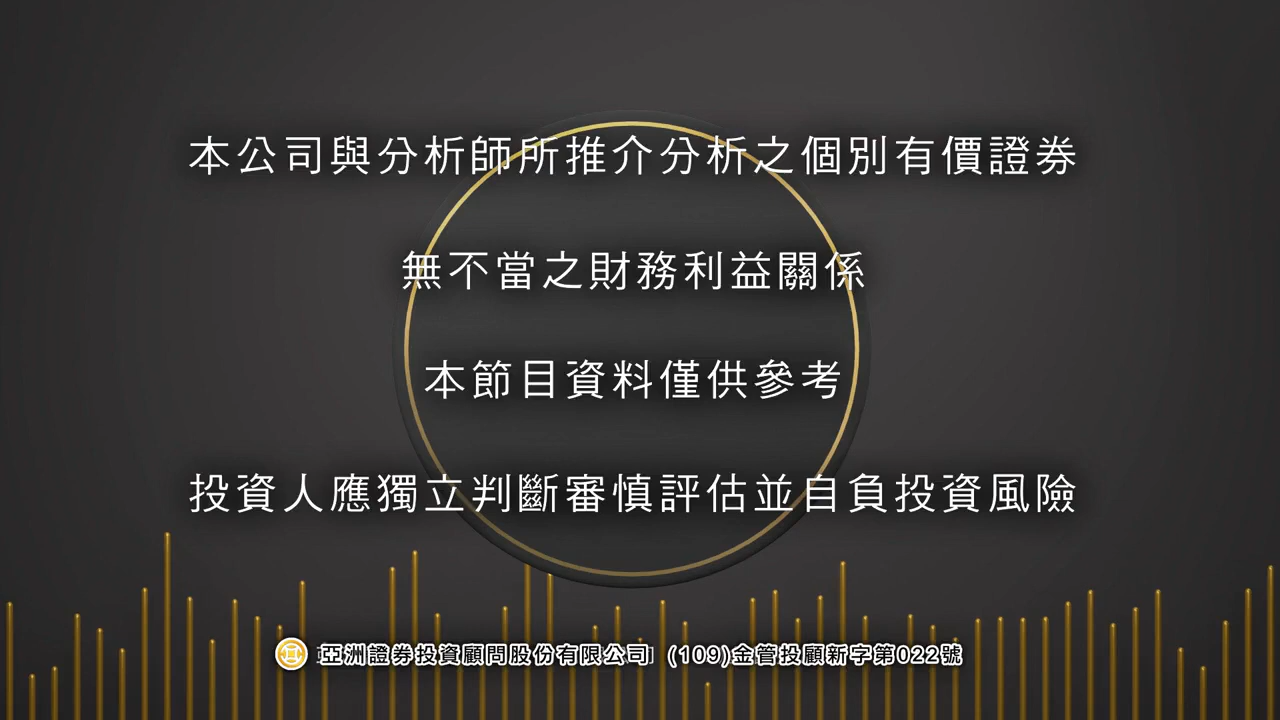 本公司與分析師所推介分析之個別有價證券
無不當之財務利益關係
本節目資料僅供參考
投資人應獨立判斷審慎評估並自負投資風險
亞洲證券投資顧問股份有限公司 (109)金管投顧新字第022號